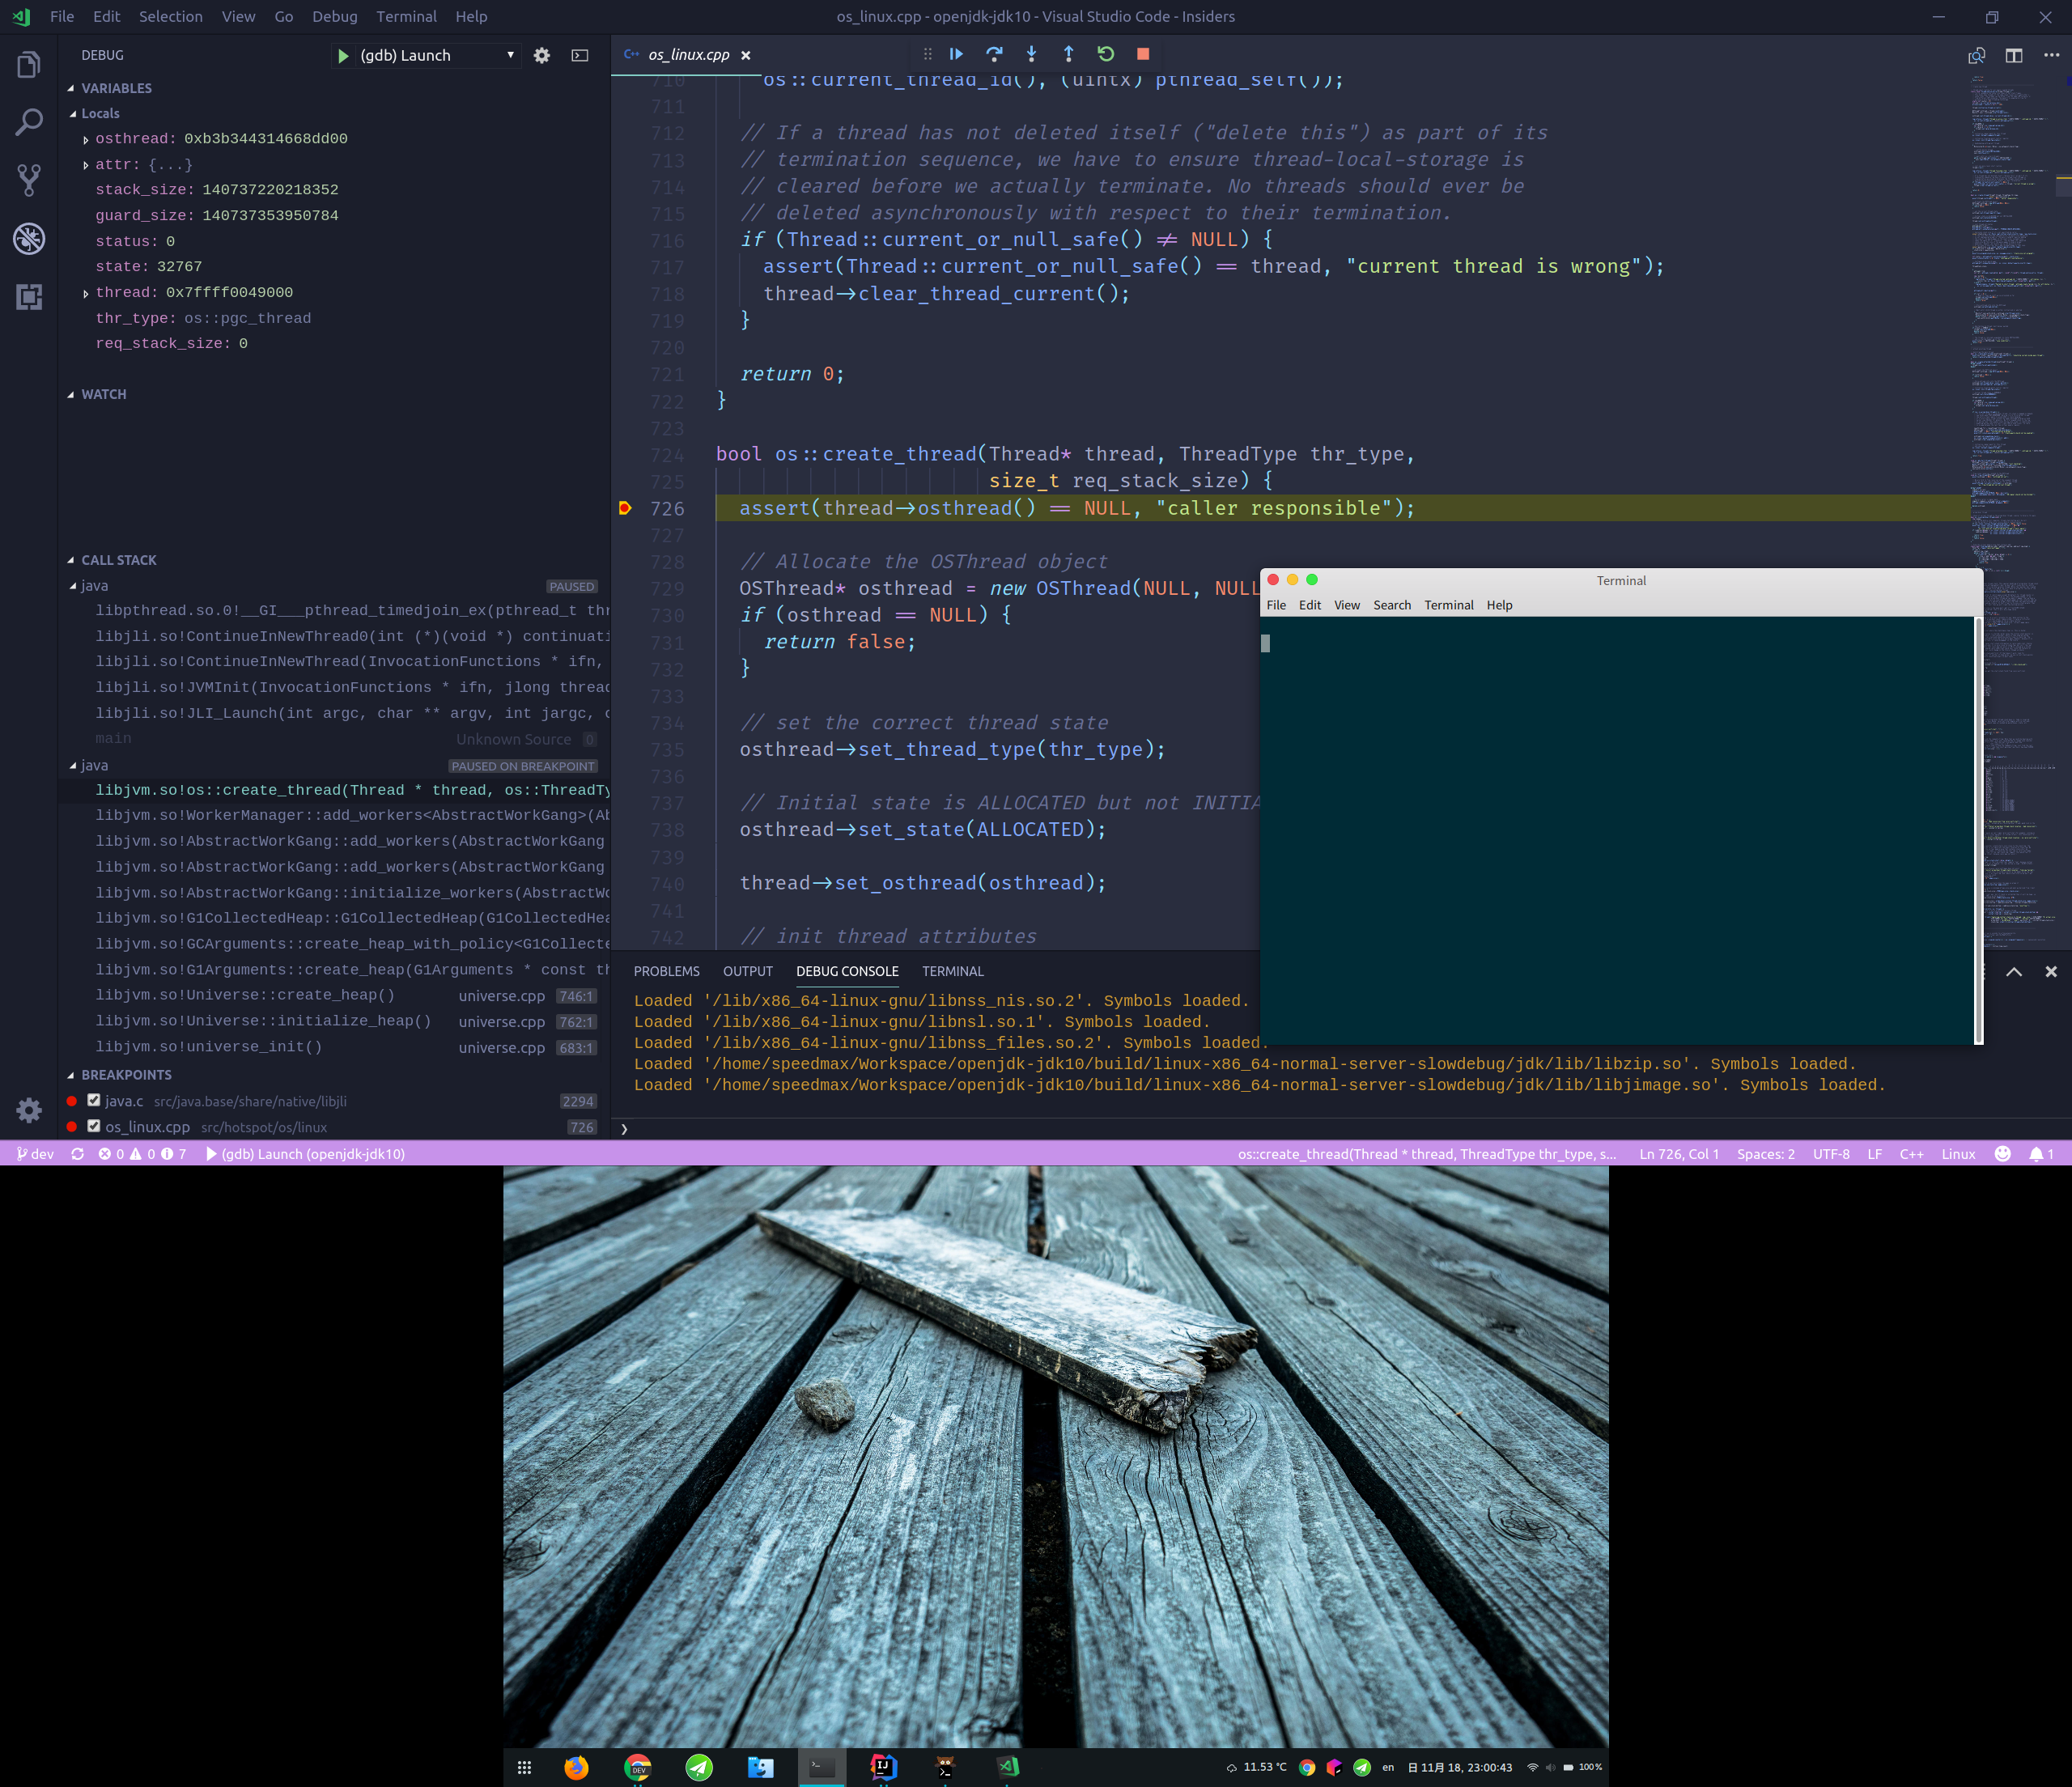 File Edit Selection View Go Debug Terminal Help
os_linux.cpp - openjdk-jdk10 - Visual Studio Code - Insiders
DEBUG
(gdb) Launch
VARIABLES
Locals
osthread: 0xb3b344314668dd00
attr: {...}
stack_size: 140737220218352
guard_size: 140737353950784
status: 0
state: 32767
thread: 0x7ffff0049000
thr_type: os::pgc_thread
req_stack_size: 0
WATCH
CALL STACK
java PAUSED
libpthread.so.0!__GI___pthread_timedjoin_ex(pthread_t thr
libjli.so!ContinueInNewThread0(int (*)(void *) continuati
libjli.so!ContinueInNewThread(InvocationFunctions * ifn,
libjli.so!JVMInit(InvocationFunctions * ifn, jlong thread
libjli.so!JLI_Launch(int argc, char ** argv, int jargc, c
main Unknown Source 0
java PAUSED ON BREAKPOINT
libjvm.so!os::create_thread(Thread * thread, os::ThreadTy
libjvm.so!WorkerManager::add_workers<AbstractWorkGang>(Ab
libjvm.so!AbstractWorkGang::add_workers(AbstractWorkGang
libjvm.so!AbstractWorkGang::add_workers(AbstractWorkGang
libjvm.so!AbstractWorkGang::initialize_workers(AbstractWo
libjvm.so!G1CollectedHeap::G1CollectedHeap(G1CollectedHea
libjvm.so!GCArguments::create_heap_with_policy<G1Collecte
libjvm.so!G1Arguments::create_heap(G1Arguments * const th
libjvm.so!Universe::create_heap() universe.cpp 746:1
libjvm.so!Universe::initialize_heap() universe.cpp 762:1
libjvm.so!universe_init() universe.cpp 683:1
BREAKPOINTS
java.c src/java.base/share/native/libjli 2294
os_linux.cpp src/hotspot/os/linux 726
os_linux.cpp
710 os::current_thread_id(), (uintx) pthread_self());
711
712 // If a thread has not deleted itself ("delete this") as part of its
713 // termination sequence, we have to ensure thread-local-storage is
714 // cleared before we actually terminate. No threads should ever be
715 // deleted asynchronously with respect to their termination.
716 if (Thread::current_or_null_safe() != NULL) {
717 assert(Thread::current_or_null_safe() == thread, "current thread is wrong");
718 thread->clear_thread_current();
719 }
720
721 return 0;
722 }
723
724 bool os::create_thread(Thread* thread, ThreadType thr_type,
725 size_t req_stack_size) {
726 assert(thread->osthread() == NULL, "caller responsible");
727
728 // Allocate the OSThread object
729 OSThread* osthread = new OSThread(NULL, NULL
730 if (osthread == NULL) {
731 return false;
732 }
733
734 // set the correct thread state
735 osthread->set_thread_type(thr_type);
736
737 // Initial state is ALLOCATED but not INITIA
738 osthread->set_state(ALLOCATED);
739
740 thread->set_osthread(osthread);
741
742 // init thread attributes
Terminal
File Edit View Search Terminal Help
PROBLEMS OUTPUT DEBUG CONSOLE TERMINAL
Loaded '/lib/x86_64-linux-gnu/libnss_nis.so.2'. Symbols loaded.
Loaded '/lib/x86_64-linux-gnu/libnsl.so.1'. Symbols loaded.
Loaded '/lib/x86_64-linux-gnu/libnss_files.so.2'. Symbols loaded.
Loaded '/home/speedmax/Workspace/openjdk-jdk10/build/linux-x86_64-normal-server-slowdebug/jdk/lib/libzip.so'. Symbols loaded.
Loaded '/home/speedmax/Workspace/openjdk-jdk10/build/linux-x86_64-normal-server-slowdebug/jdk/lib/libjimage.so'. Symbols loaded.
dev 0 0 7 (gdb) Launch (openjdk-jdk10) os::create_thread(Thread * thread, ThreadType thr_type, s... Ln 726, Col 1 Spaces: 2 UTF-8 LF C++ Linux 1
DEV IJ 11.53 °C en 日 11月 18, 23:00:43 100%